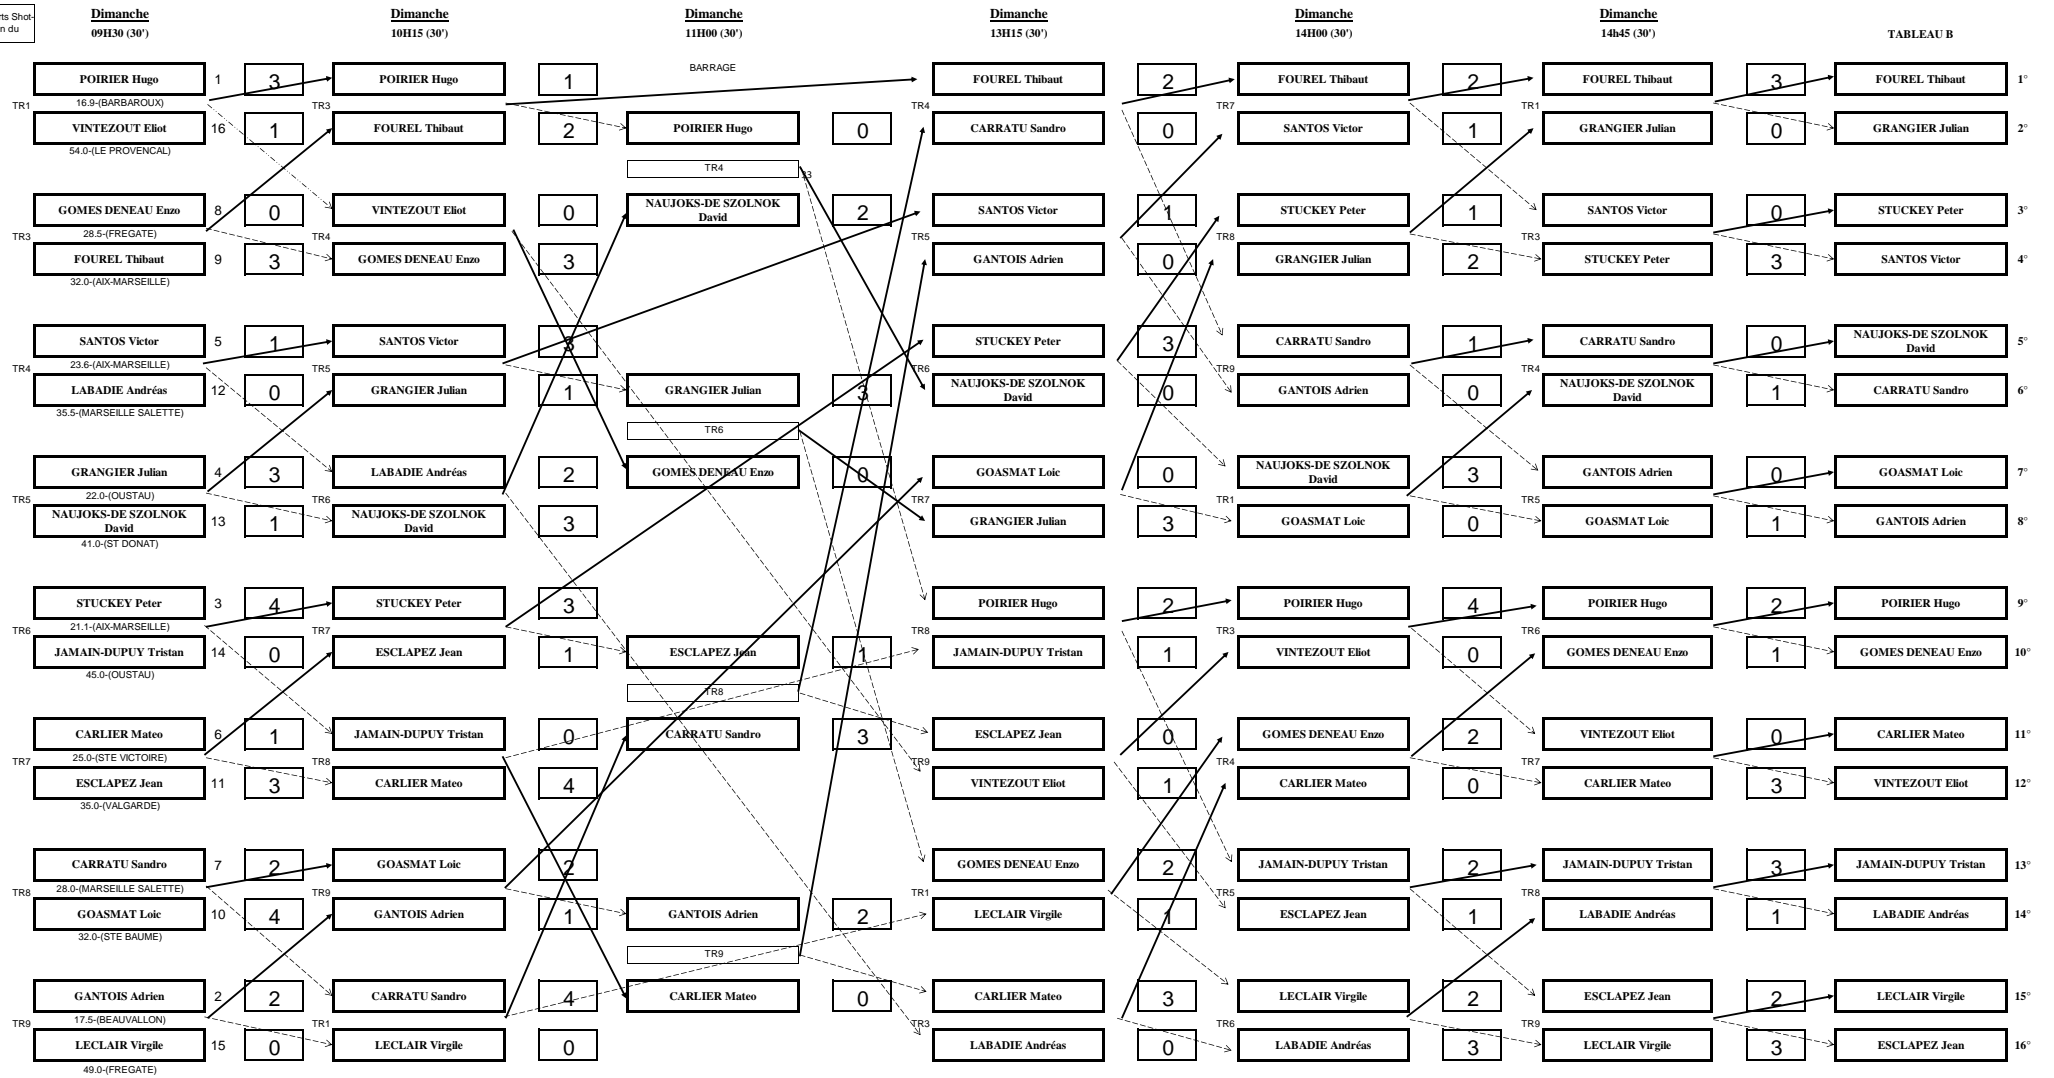 rts Shot-
n du
Dimanche
09H30 (30')
Dimanche
10H15 (30')
Dimanche
11H00 (30')
Dimanche
13H15 (30')
Dimanche
14H00 (30')
Dimanche
14h45 (30')
TABLEAU B
POIRIER Hugo 1 3 POIRIER Hugo 1 BARRAGE FOUREL Thibaut 2 FOUREL Thibaut 2 FOUREL Thibaut 3 FOUREL Thibaut 1°
TR1 16.9-(BARBAROUX) TR3 TR4 TR7 TR1
VINTEZOUT Eliot 16 1 FOUREL Thibaut 2 POIRIER Hugo 0 CARRATU Sandro 0 SANTOS Victor 1 GRANGIER Julian 0 GRANGIER Julian 2°
54.0-(LE PROVENCAL)
TR4
33
GOMES DENEAU Enzo 8 0 VINTEZOUT Eliot 0 NAUJOKS-DE SZOLNOK David 2 SANTOS Victor 1 STUCKEY Peter 1 SANTOS Victor 0 STUCKEY Peter 3°
TR3 28.5-(FREGATE) TR4 TR5 TR8 TR3
FOUREL Thibaut 9 3 GOMES DENEAU Enzo 3 GANTOIS Adrien 0 GRANGIER Julian 2 STUCKEY Peter 3 SANTOS Victor 4°
32.0-(AIX-MARSEILLE)
SANTOS Victor 5 1 SANTOS Victor 3 STUCKEY Peter 3 CARRATU Sandro 1 CARRATU Sandro 0 NAUJOKS-DE SZOLNOK David 5°
TR4 23.6-(AIX-MARSEILLE) TR5 TR6 TR9 TR4
LABADIE Andréas 12 0 GRANGIER Julian 1 GRANGIER Julian 3 NAUJOKS-DE SZOLNOK David 0 GANTOIS Adrien 0 NAUJOKS-DE SZOLNOK David 1 CARRATU Sandro 6°
35.5-(MARSEILLE SALETTE)
TR6
GRANGIER Julian 4 3 LABADIE Andréas 2 GOMES DENEAU Enzo 0 GOASMAT Loic 0 NAUJOKS-DE SZOLNOK David 3 GANTOIS Adrien 0 GOASMAT Loic 7°
TR5 22.0-(OUSTAU) TR6 TR7 TR1 TR5
NAUJOKS-DE SZOLNOK David 13 1 NAUJOKS-DE SZOLNOK David 3 GRANGIER Julian 3 GOASMAT Loic 0 GOASMAT Loic 1 GANTOIS Adrien 8°
41.0-(ST DONAT)
STUCKEY Peter 3 4 STUCKEY Peter 3 POIRIER Hugo 2 POIRIER Hugo 4 POIRIER Hugo 2 POIRIER Hugo 9°
TR6 21.1-(AIX-MARSEILLE) TR7 TR8 TR3 TR6
JAMAIN-DUPUY Tristan 14 0 ESCLAPEZ Jean 1 ESCLAPEZ Jean 1 JAMAIN-DUPUY Tristan 1 VINTEZOUT Eliot 0 GOMES DENEAU Enzo 1 GOMES DENEAU Enzo 10°
45.0-(OUSTAU)
TR8
CARLIER Mateo 6 1 JAMAIN-DUPUY Tristan 0 CARRATU Sandro 3 ESCLAPEZ Jean 0 GOMES DENEAU Enzo 2 VINTEZOUT Eliot 0 CARLIER Mateo 11°
TR7 25.0-(STE VICTOIRE) TR8 TR9 TR4 TR7
ESCLAPEZ Jean 11 3 CARLIER Mateo 4 VINTEZOUT Eliot 1 CARLIER Mateo 0 CARLIER Mateo 3 VINTEZOUT Eliot 12°
35.0-(VALGARDE)
CARRATU Sandro 7 2 GOASMAT Loic 2 GOMES DENEAU Enzo 2 JAMAIN-DUPUY Tristan 2 JAMAIN-DUPUY Tristan 3 JAMAIN-DUPUY Tristan 13°
TR8 28.0-(MARSEILLE SALETTE) TR9 TR1 TR5 TR8
GOASMAT Loic 10 4 GANTOIS Adrien 1 GANTOIS Adrien 2 LECLAIR Virgile 1 ESCLAPEZ Jean 1 LABADIE Andréas 1 LABADIE Andréas 14°
32.0-(STE BAUME)
TR9
GANTOIS Adrien 2 2 CARRATU Sandro 4 CARLIER Mateo 0 CARLIER Mateo 3 LECLAIR Virgile 2 ESCLAPEZ Jean 2 LECLAIR Virgile 15°
TR9 17.5-(BEAUVALLON) TR1 TR3 TR6 TR9
LECLAIR Virgile 15 0 LECLAIR Virgile 0 LABADIE Andréas 0 LABADIE Andréas 3 LECLAIR Virgile 3 ESCLAPEZ Jean 16°
49.0-(FREGATE)